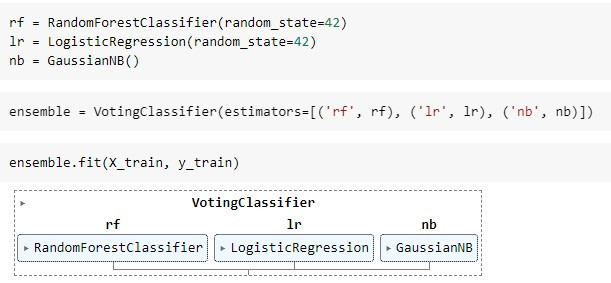 rf = RandomForestClassifier(random_state=42)
lr = LogisticRegression(random_state=42)
nb = GaussianNB()
ensemble = VotingClassifier(estimators=[('rf', rf), ('lr', lr), ('nb', nb)])
ensemble.fit(X_train, y_train)
VotingClassifier
rf lr nb
RandomForestClassifier LogisticRegression GaussianNB